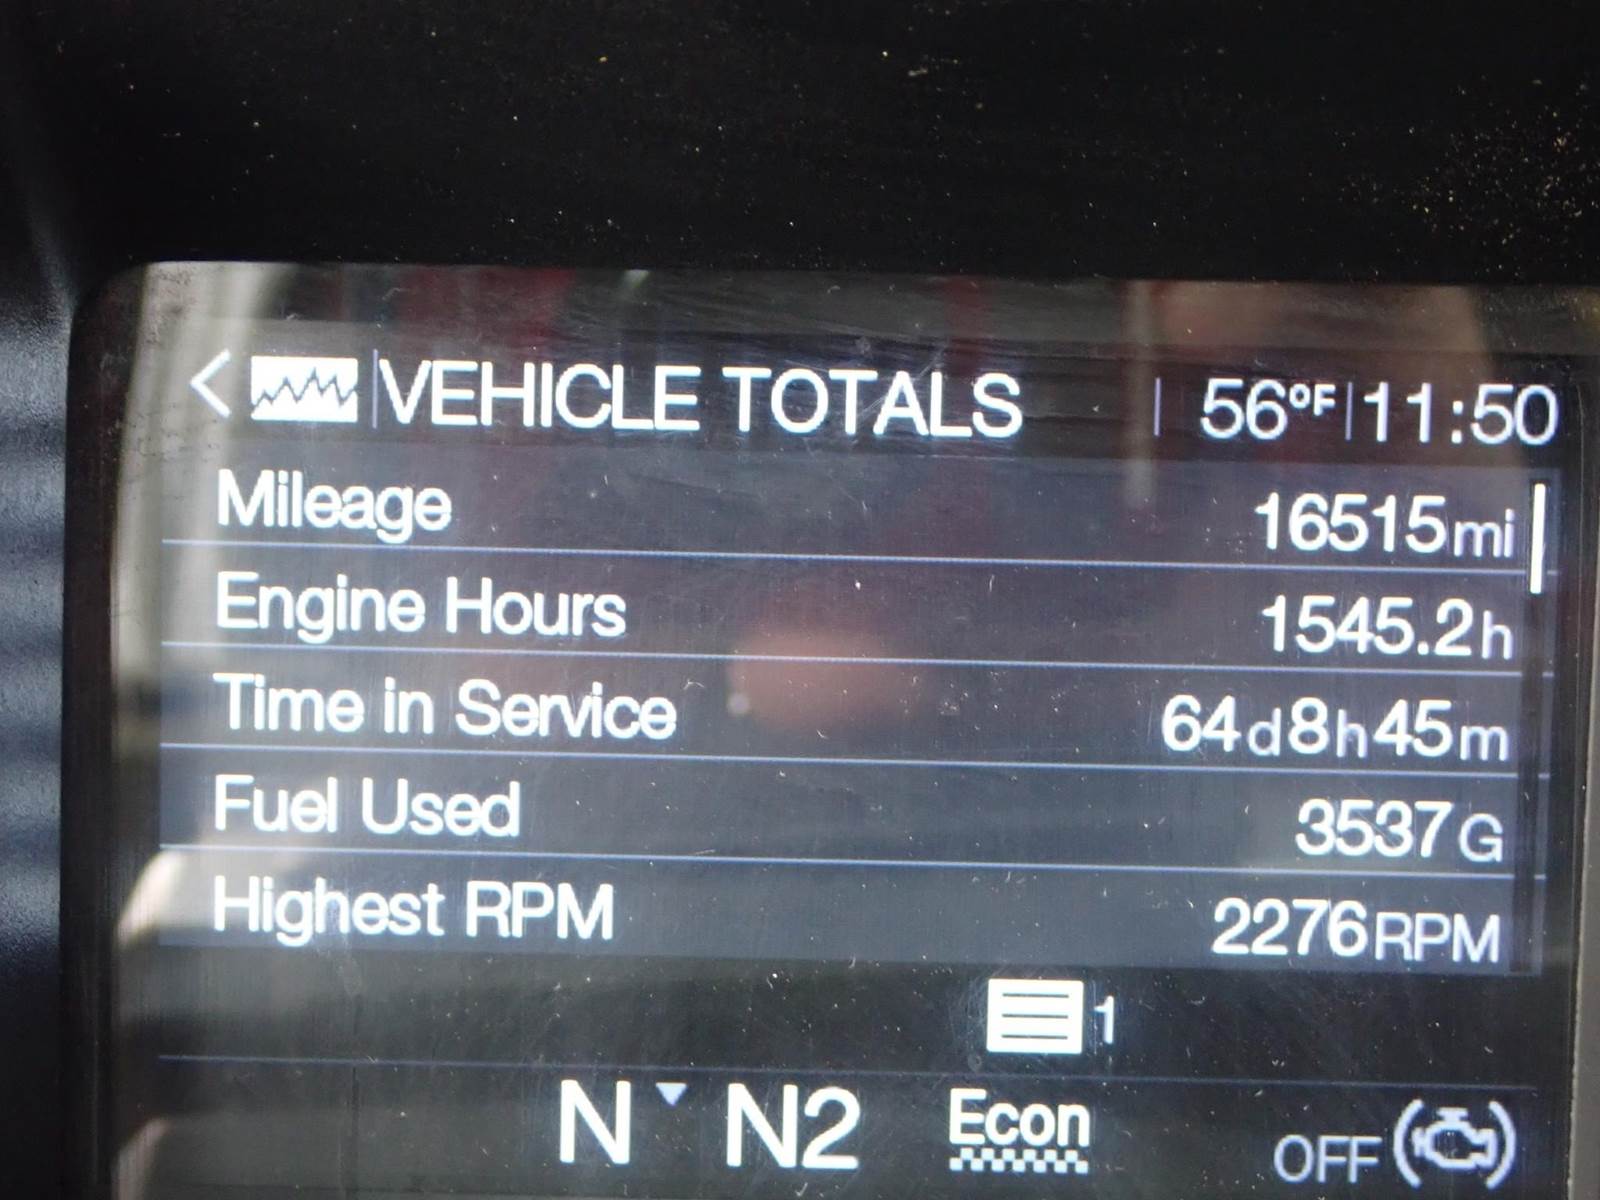 < VEHICLE TOTALS 56°F 11:50
Mileage 16515mi
Engine Hours 1545.2h
Time in Service 64d8h45m
Fuel Used 3537G
Highest RPM 2276RPM
1
N N2 Econ OFF